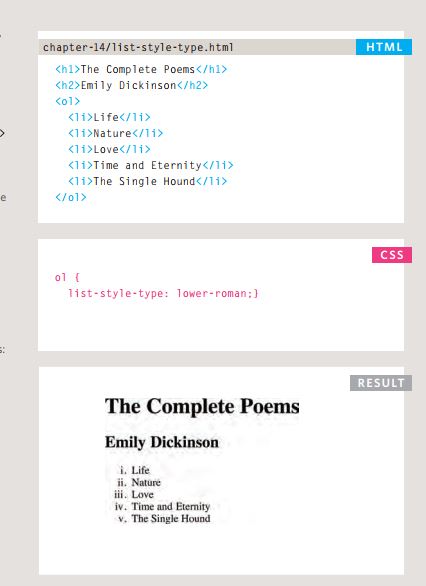 chapter-14/list-style-type.html
HTML
<h1>The Complete Poems</h1>
<h2>Emily Dickinson</h2>
<ol>
<li>Life</li>
<li>Nature</li>
<li>Love</li>
<li>Time and Eternity</li>
<li>The Single Hound</li>
</ol>
CSS
ol {
list-style-type: lower-roman;}
RESULT
The Complete Poems
Emily Dickinson
i. Life
ii. Nature
iii. Love
iv. Time and Eternity
v. The Single Hound